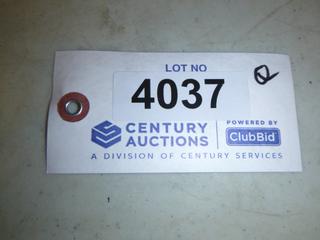 LOT NO
4037
CENTURY
AUCTIONS
POWERED BY
ClubBid
A DIVISION OF CENTURY SERVICES